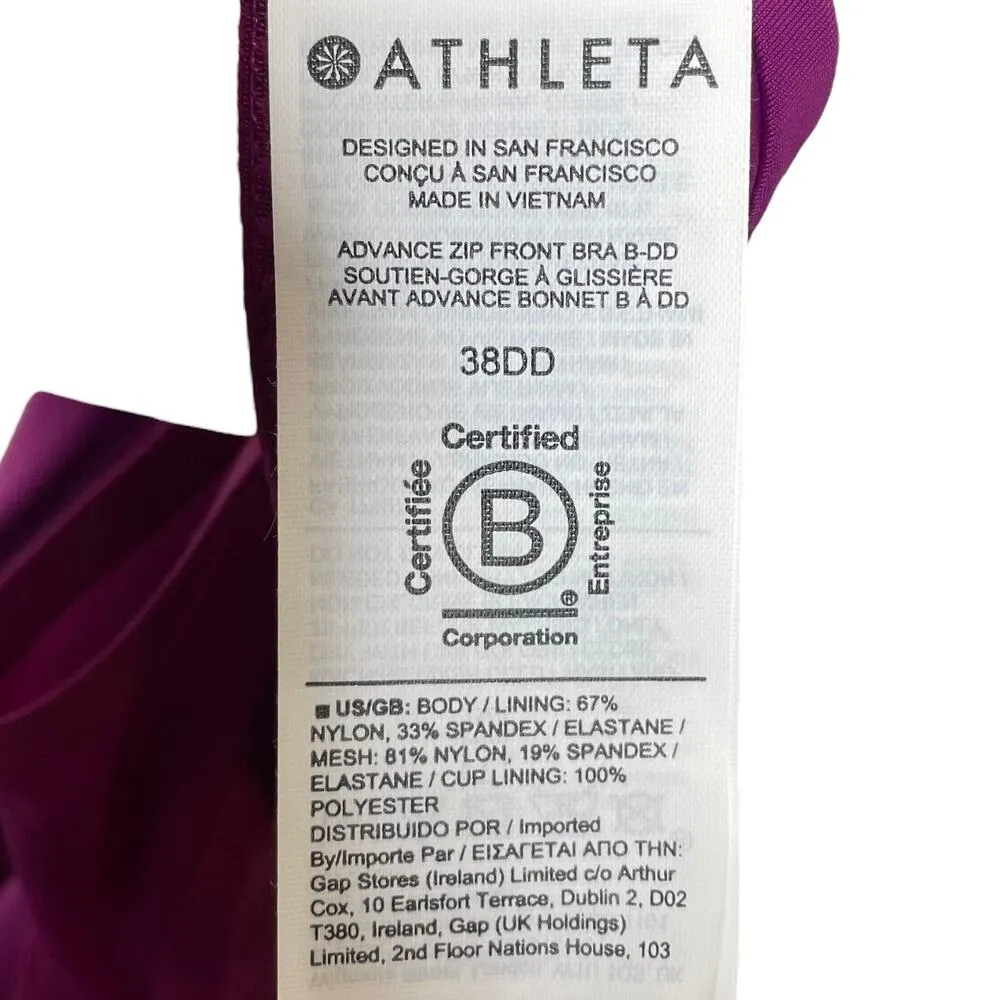 ATHLETA
DESIGNED IN SAN FRANCISCO
CONÇU À SAN FRANCISCO
MADE IN VIETNAM
ADVANCE ZIP FRONT BRA B-DD
SOUTIEN-GORGE À GLISSIÈRE
AVANT ADVANCE BONNET B À DD
38DD
Certified
Certifiée
B
Entreprise
®
Corporation
US/GB: BODY / LINING: 67%
NYLON, 33% SPANDEX / ELASTANE /
MESH: 81% NYLON, 19% SPANDEX /
ELASTANE / CUP LINING: 100%
POLYESTER
DISTRIBUIDO POR / Imported
By/Importe Par / ΕΙΣΑΓΕΤΑΙ ΑΠΟ ΤΗΝ:
Gap Stores (Ireland) Limited c/o Arthur
Cox, 10 Earlsfort Terrace, Dublin 2, D02
T380, Ireland, Gap (UK Holdings)
Limited, 2nd Floor Nations House, 103